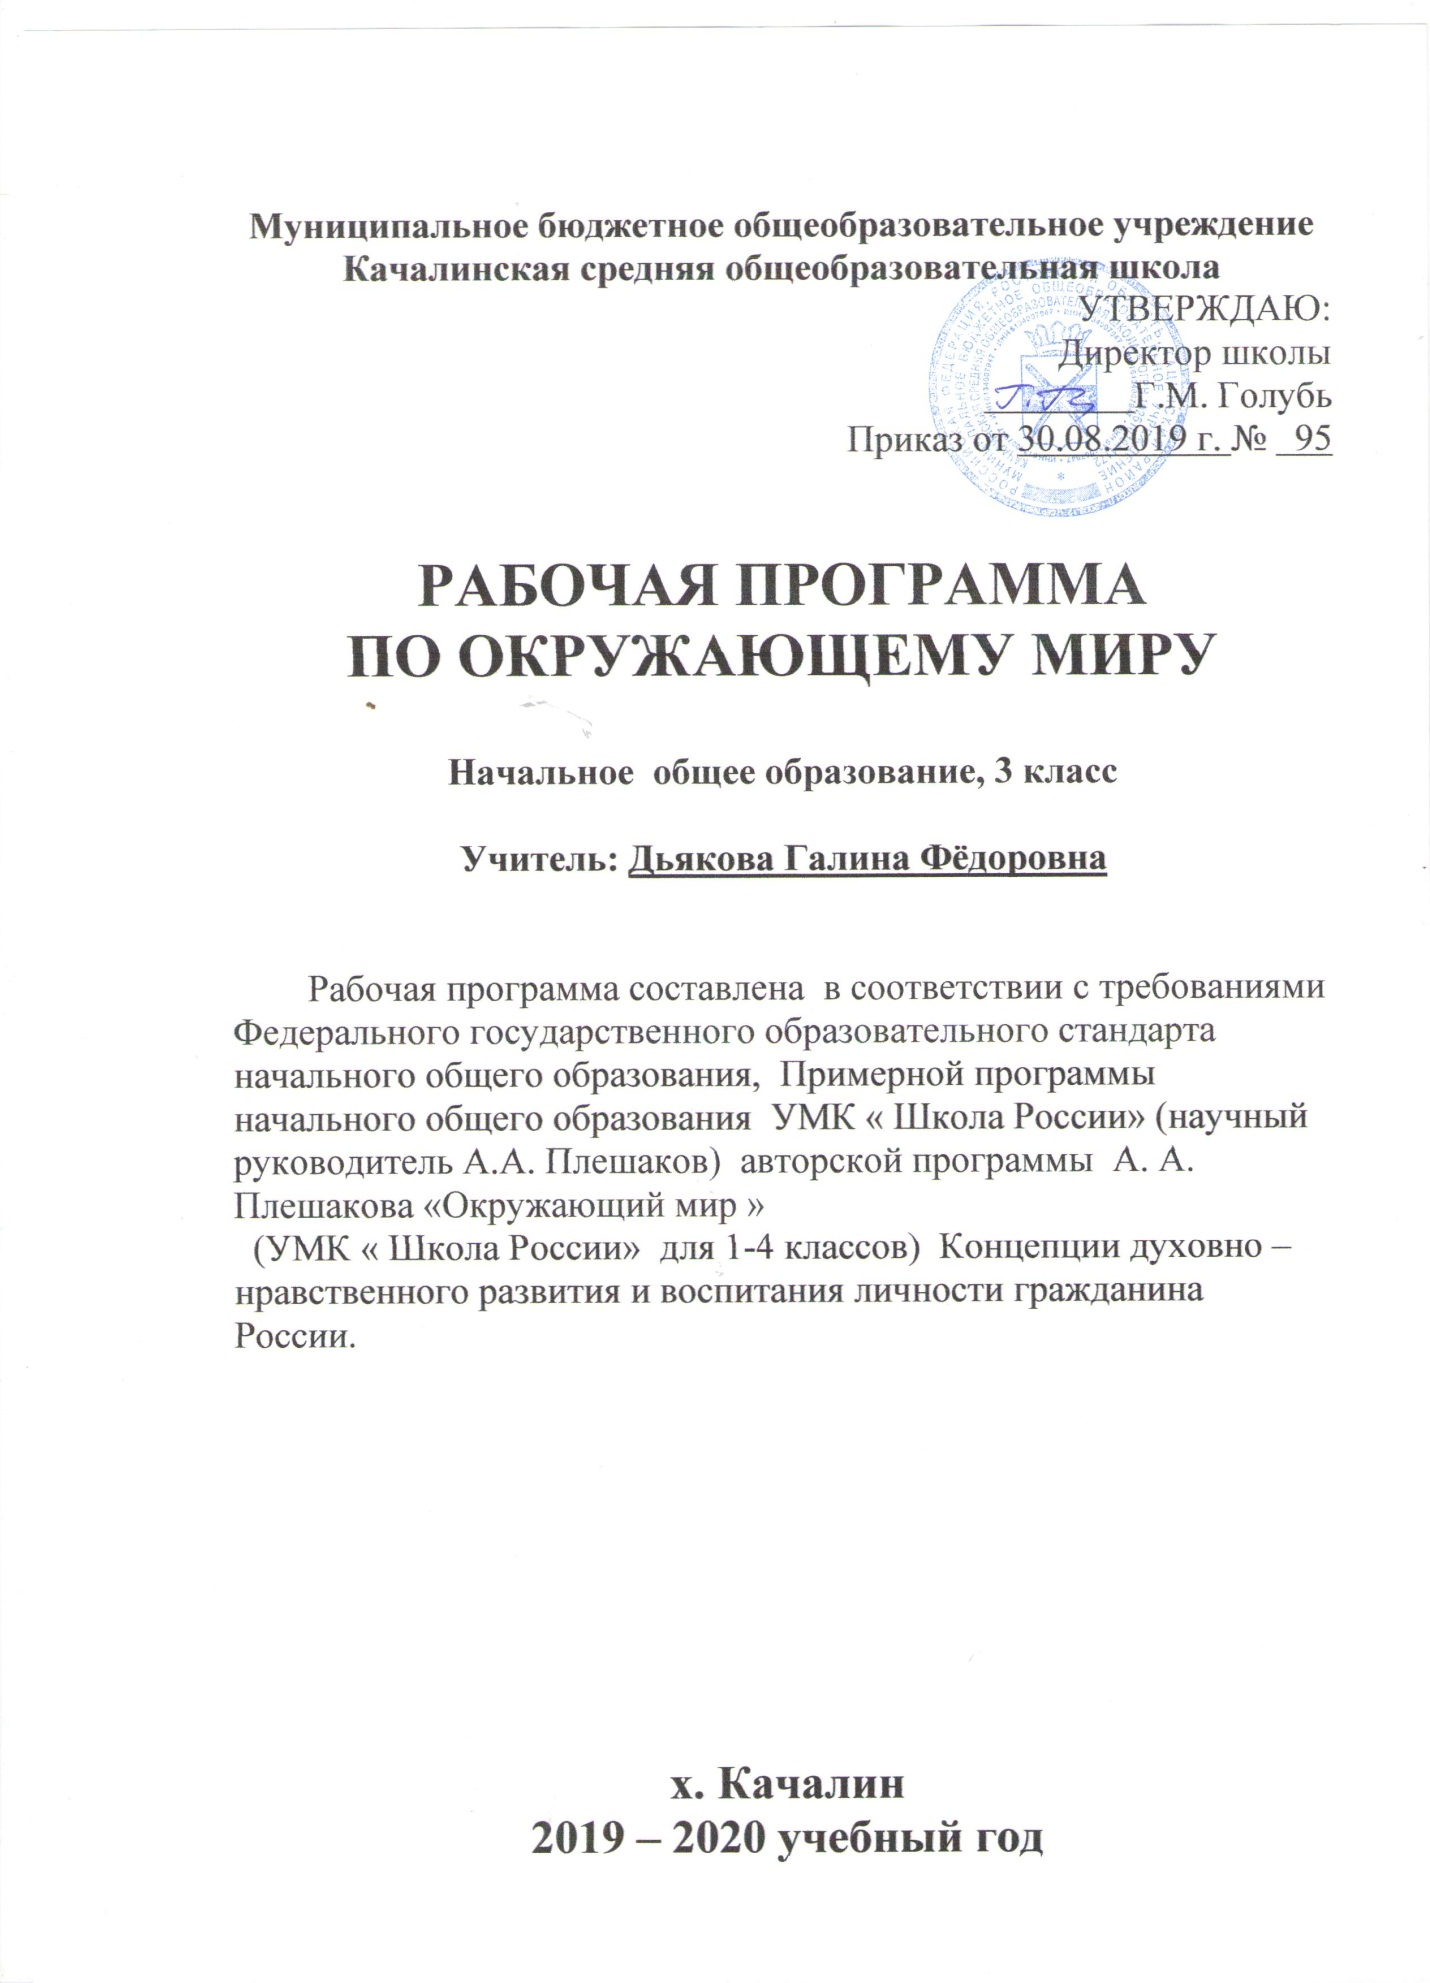 Муниципальное бюджетное общеобразовательное учреждение
Качалинская средняя общеобразовательная школа
УТВЕРЖДАЮ:
Директор школы
________Г.М. Голубь
Приказ от 30.08.2019 г. № 95
РАБОЧАЯ ПРОГРАММА
ПО ОКРУЖАЮЩЕМУ МИРУ
Начальное общее образование, 3 класс
Учитель: Дьякова Галина Фёдоровна
Рабочая программа составлена в соответствии с требованиями
Федерального государственного образовательного стандарта
начального общего образования, Примерной программы
начального общего образования УМК « Школа России» (научный
руководитель А.А. Плешаков) авторской программы А. А.
Плешакова «Окружающий мир »
(УМК « Школа России» для 1-4 классов) Концепции духовно –
нравственного развития и воспитания личности гражданина
России.
х. Качалин
2019 – 2020 учебный год